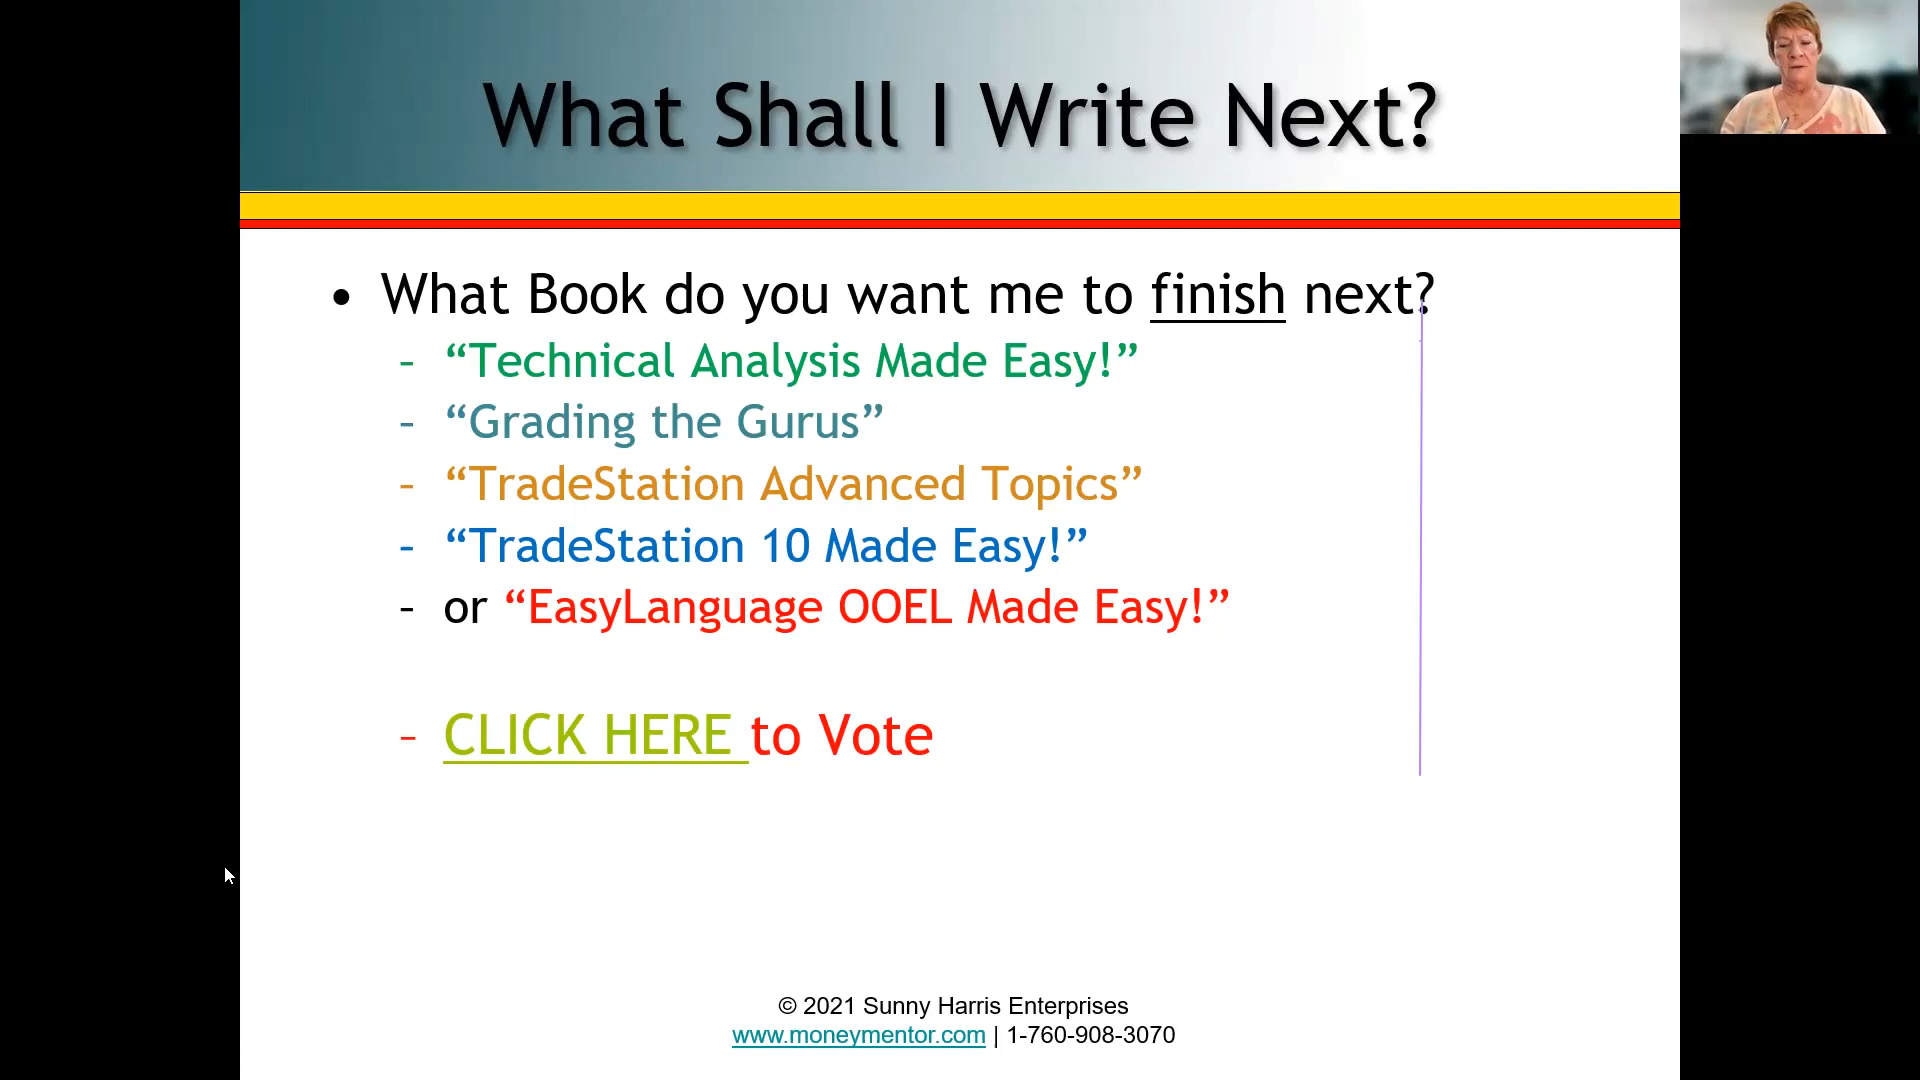 What Shall I Write Next?
• What Book do you want me to finish next?
– “Technical Analysis Made Easy!”
– “Grading the Gurus”
– “TradeStation Advanced Topics”
– “TradeStation 10 Made Easy!”
– or “EasyLanguage OOEL Made Easy!”
– CLICK HERE to Vote
© 2021 Sunny Harris Enterprises
www.moneymentor.com | 1-760-908-3070